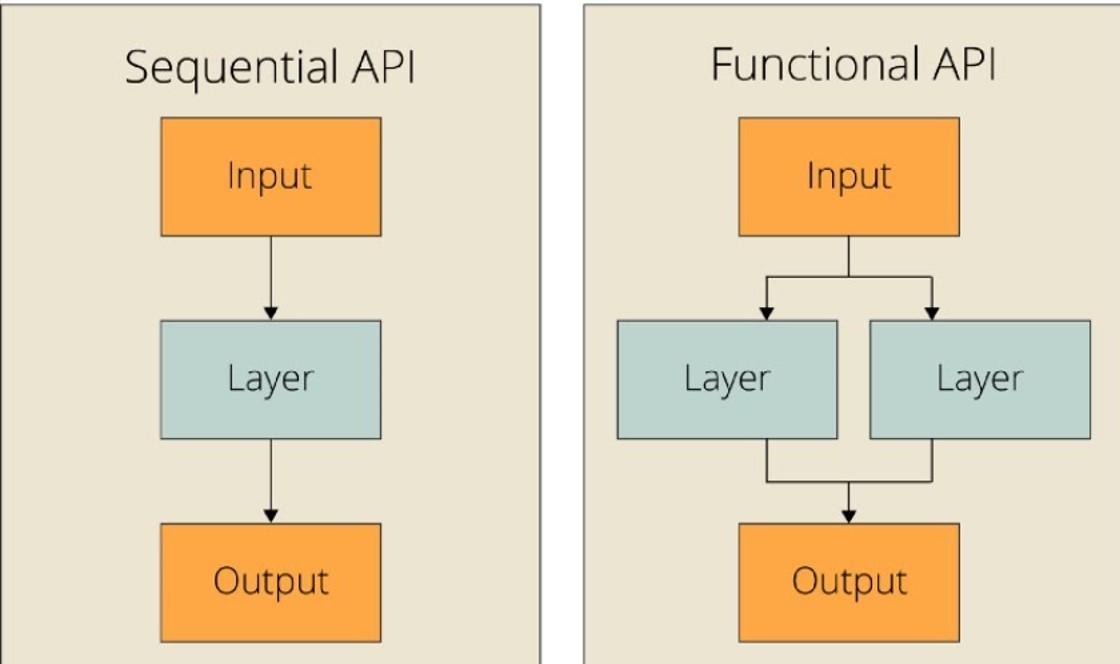 Sequential API
Input
Layer
Output
Functional API
Input
Layer
Layer
Output